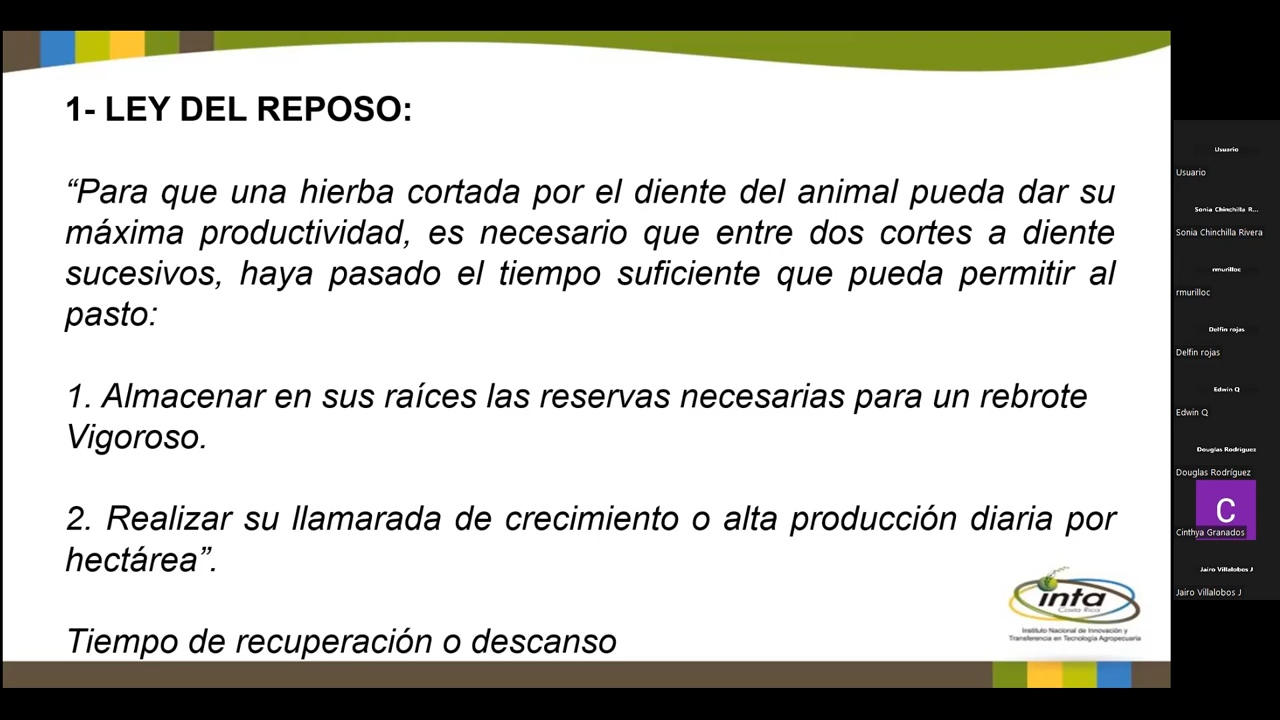 1- LEY DEL REPOSO:
“Para que una hierba cortada por el diente del animal pueda dar su
máxima productividad, es necesario que entre dos cortes a diente
sucesivos, haya pasado el tiempo suficiente que pueda permitir al
pasto:
1. Almacenar en sus raíces las reservas necesarias para un rebrote
Vigoroso.
2. Realizar su llamarada de crecimiento o alta producción diaria por
hectárea”.
Tiempo de recuperación o descanso
inta
Costa Rica
Instituto Nacional de Innovación y
Transferencia en Tecnología Agropecuaria
Usuario
Usuario
Sonia Chinchilla R...
Sonia Chinchilla Rivera
rmurilloc
rmurilloc
Delfin rojas
Delfin rojas
Edwin Q
Edwin Q
Douglas Rodríguez
Douglas Rodríguez
C
Cinthya Granados
Jairo Villalobos J
Jairo Villalobos J